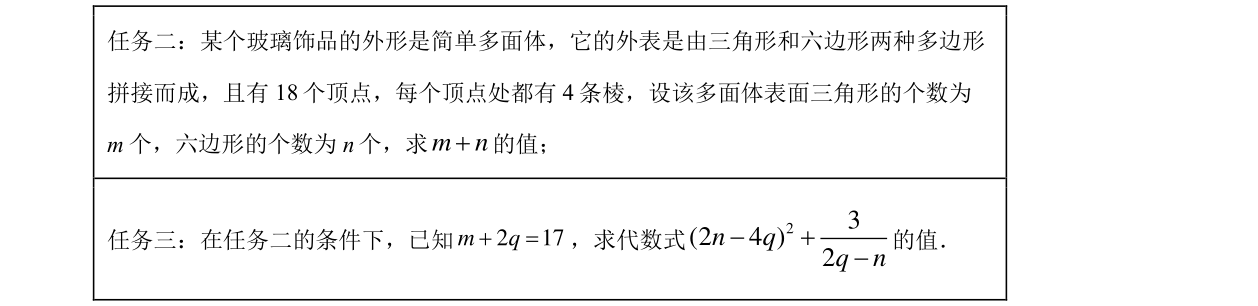 任务二：某个玻璃饰品的外形是简单多面体，它的外表是由三角形和六边形两种多边形
拼接而成，且有 18 个顶点，每个顶点处都有 4 条棱，设该多面体表面三角形的个数为
m 个，六边形的个数为 n 个，求 m+n 的值；
任务三：在任务二的条件下，已知 m+2q=17，求代数式 (2n−4q)² + 3/(2q−n) 的值．